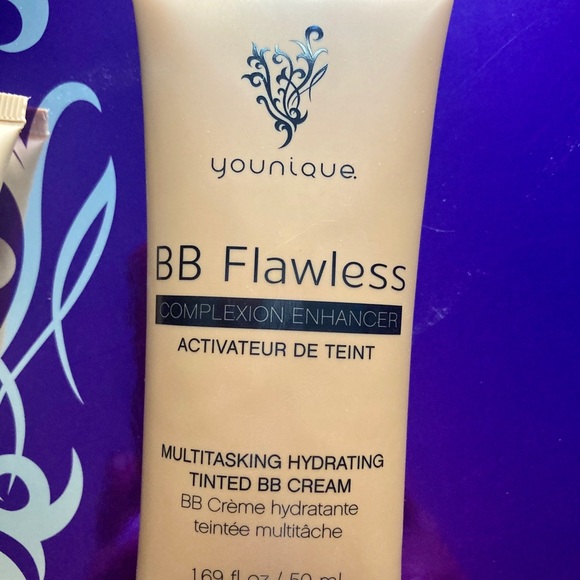 younique
BB Flawless
COMPLEXION ENHANCER
ACTIVATEUR DE TEINT
MULTITASKING HYDRATING
TINTED BB CREAM
BB Crème hydratante
teintée multitâche
1.69 fl oz / 50 ml